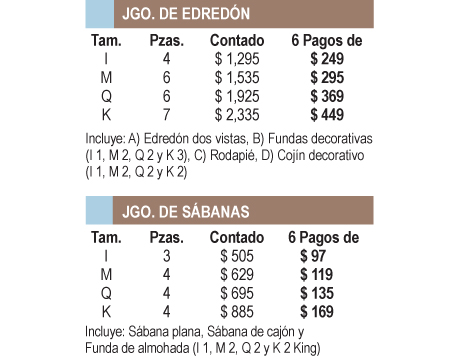 JGO. DE EDREDÓN
Tam. Pzas. Contado 6 Pagos de
I 4 $ 1,295 $ 249
M 6 $ 1,535 $ 295
Q 6 $ 1,925 $ 369
K 7 $ 2,335 $ 449
Incluye: A) Edredón dos vistas, B) Fundas decorativas
(I 1, M 2, Q 2 y K 3), C) Rodapié, D) Cojín decorativo
(I 1, M 2, Q 2 y K 2)
JGO. DE SÁBANAS
Tam. Pzas. Contado 6 Pagos de
I 3 $ 505 $ 97
M 4 $ 629 $ 119
Q 4 $ 695 $ 135
K 4 $ 885 $ 169
Incluye: Sábana plana, Sábana de cajón y
Funda de almohada (I 1, M 2, Q 2 y K 2 King)